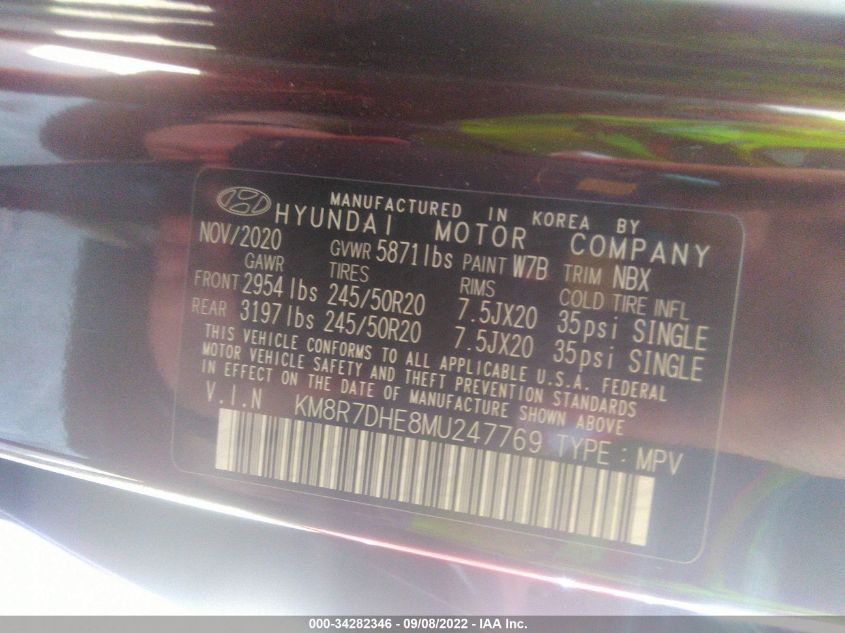 MANUFACTURED IN KOREA BY
HYUNDAI MOTOR COMPANY
NOV/2020 GVWR 5871lbs PAINT W7B TRIM NBX
GAWR TIRES RIMS COLD TIRE INFL
FRONT 2954 lbs 245/50R20 7.5JX20 35psi SINGLE
REAR 3197 lbs 245/50R20 7.5JX20 35psi SINGLE
THIS VEHICLE CONFORMS TO ALL APPLICABLE U.S.A. FEDERAL
MOTOR VEHICLE SAFETY AND THEFT PREVENTION STANDARDS
IN EFFECT ON THE DATE OF MANUFACTURE SHOWN ABOVE
V.I.N KM8R7DHE8MU247769 TYPE : MPV
000-34282346 - 09/08/2022 - IAA Inc.